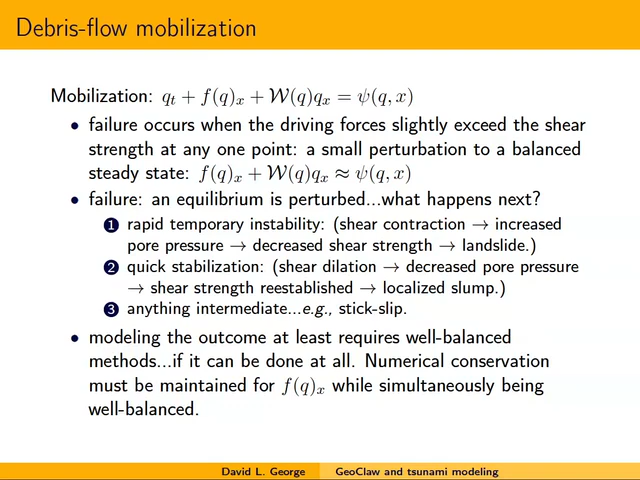 Debris-flow mobilization
Mobilization: q_t + f(q)_x + 𝒲(q)q_x = ψ(q, x)
• failure occurs when the driving forces slightly exceed the shear
strength at any one point: a small perturbation to a balanced
steady state: f(q)_x + 𝒲(q)q_x ≈ ψ(q, x)
• failure: an equilibrium is perturbed...what happens next?
1 rapid temporary instability: (shear contraction → increased
pore pressure → decreased shear strength → landslide.)
2 quick stabilization: (shear dilation → decreased pore pressure
→ shear strength reestablished → localized slump.)
3 anything intermediate...e.g., stick-slip.
• modeling the outcome at least requires well-balanced
methods...if it can be done at all. Numerical conservation
must be maintained for f(q)_x while simultaneously being
well-balanced.
David L. George GeoClaw and tsunami modeling